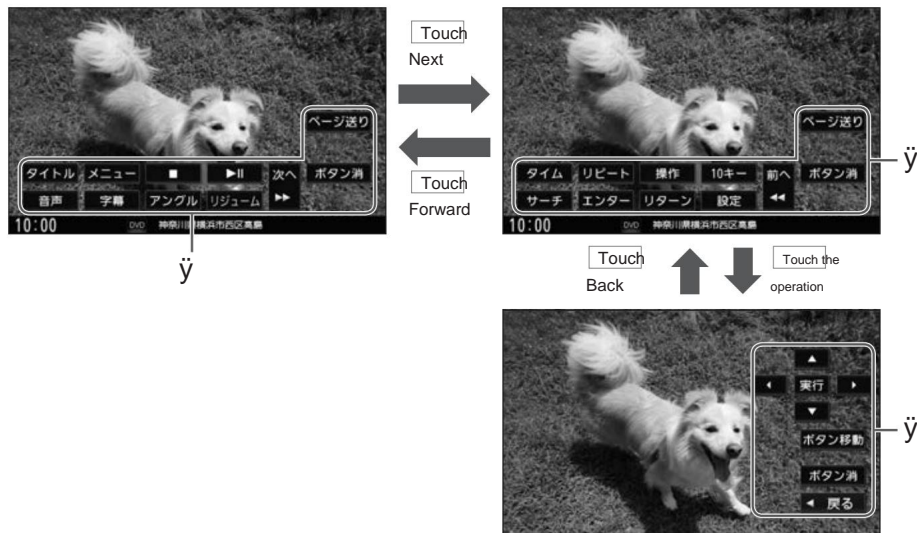 ページ送り
タイトル メニュー ■ ▶II 次へ ボタン消
音声 字幕 アングル リジューム ▶▶
10:00 DVD 神奈川県横浜市西区高島
ÿ
Touch
Next
Touch
Forward
ページ送り
タイム リピート 操作 10キー 前へ ボタン消
サーチ エンター リターン 設定 ◀◀
10:00 DVD 神奈川県横浜市西区高島
ÿ
Touch
Back
Touch the
operation
▲
◀ 実行 ▶
▼
ボタン移動
ボタン消
◀ 戻る
ÿ